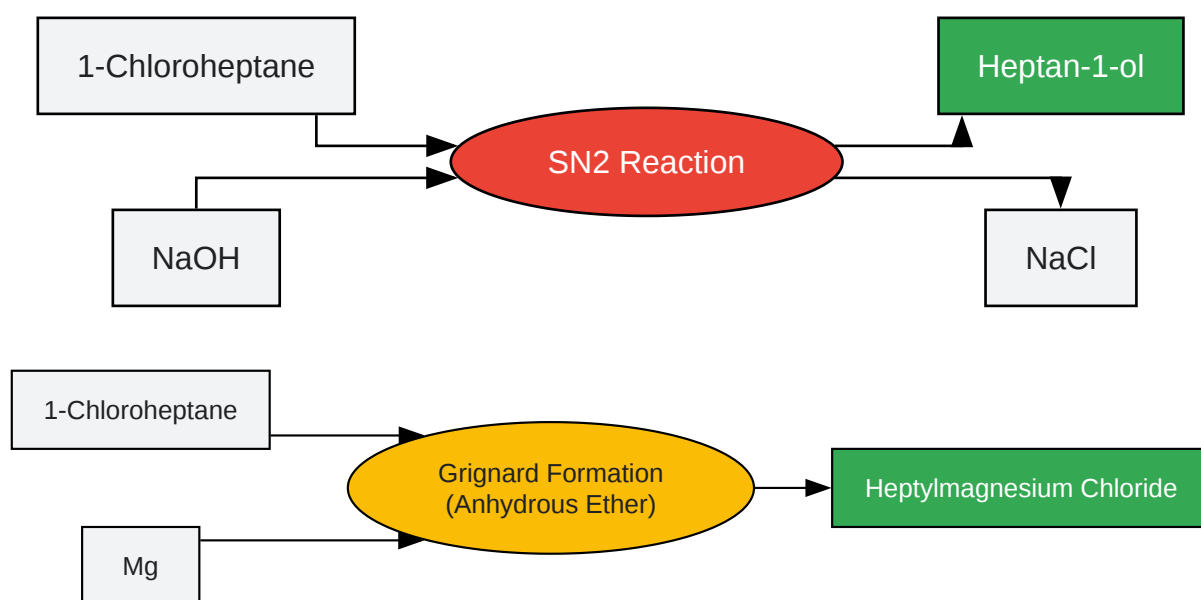 1-Chloroheptane
Heptan-1-ol
SN2 Reaction
NaOH
NaCl
1-Chloroheptane
Grignard Formation
(Anhydrous Ether)
Heptylmagnesium Chloride
Mg